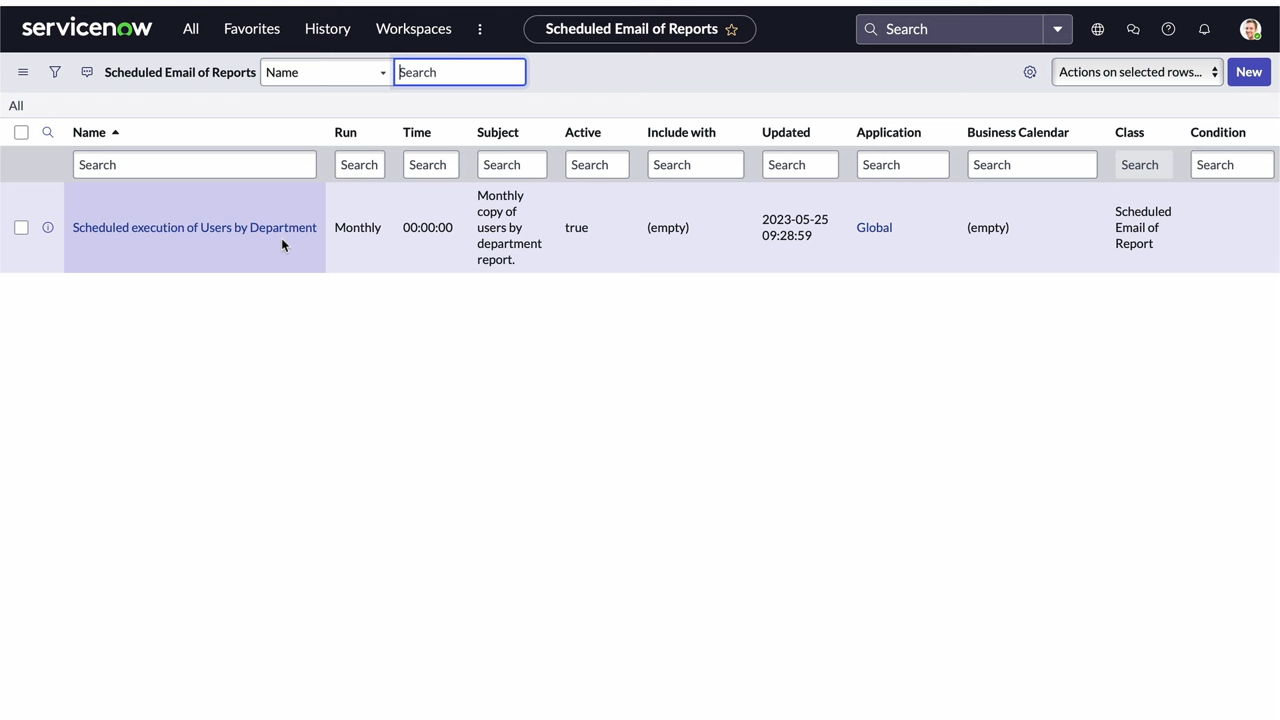 servicenow All Favorites History Workspaces Scheduled Email of Reports Search
Scheduled Email of Reports Name Search Actions on selected rows... New
All
Name Run Time Subject Active Include with Updated Application Business Calendar Class Condition
Search Search Search Search Search Search Search Search Search Search Search
Scheduled execution of Users by Department Monthly 00:00:00 Monthly copy of users by department report. true (empty) 2023-05-25 09:28:59 Global (empty) Scheduled Email of Report